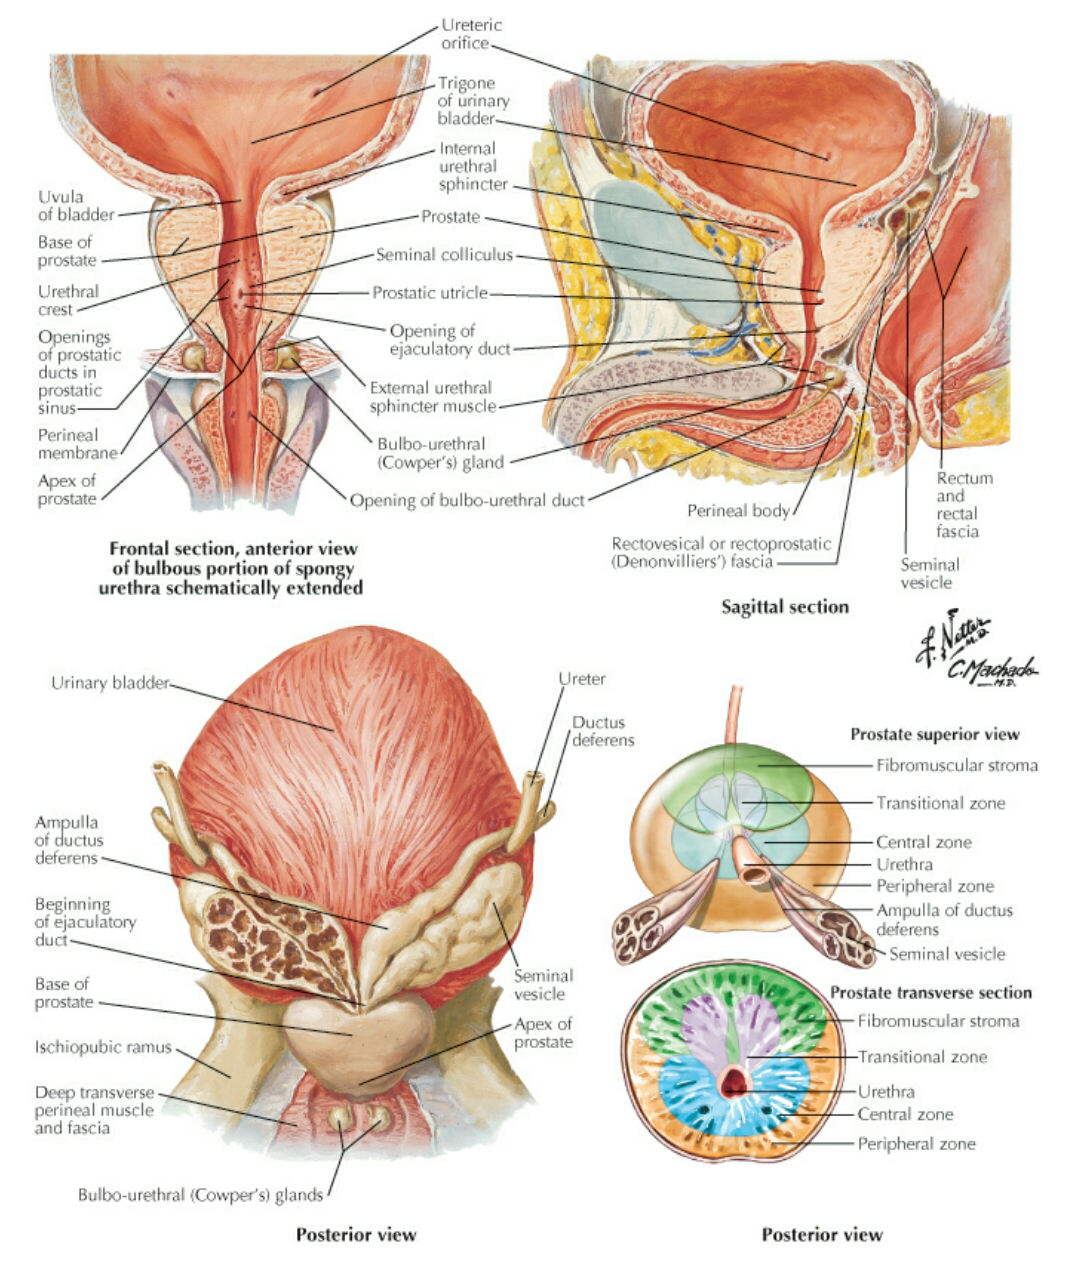 Ureteric
orifice
Trigone
of urinary
bladder
Internal
urethral
sphincter
Uvula
of bladder
Prostate
Base of
prostate
Seminal colliculus
Urethral
crest
Prostatic utricle
Openings
of prostatic
ducts in
prostatic
sinus
Opening of
ejaculatory duct
External urethral
sphincter muscle
Perineal
membrane
Bulbo-urethral
(Cowper's) gland
Apex of
prostate
Opening of bulbo-urethral duct
Perineal body
Rectum
and
rectal
fascia
Rectovesical or rectoprostatic
(Denonvilliers') fascia
Seminal
vesicle
Frontal section, anterior view
of bulbous portion of spongy
urethra schematically extended
Sagittal section
F. Netter
M.D.
C. Machado
M.D.
Urinary bladder
Ureter
Ductus
deferens
Ampulla
of ductus
deferens
Beginning
of ejaculatory
duct
Base of
prostate
Seminal
vesicle
Ischiopubic ramus
Apex of
prostate
Deep transverse
perineal muscle
and fascia
Bulbo-urethral (Cowper's) glands
Posterior view
Prostate superior view
Fibromuscular stroma
Transitional zone
Central zone
Urethra
Peripheral zone
Ampulla of ductus
deferens
Seminal vesicle
Prostate transverse section
Fibromuscular stroma
Transitional zone
Urethra
Central zone
Peripheral zone
Posterior view